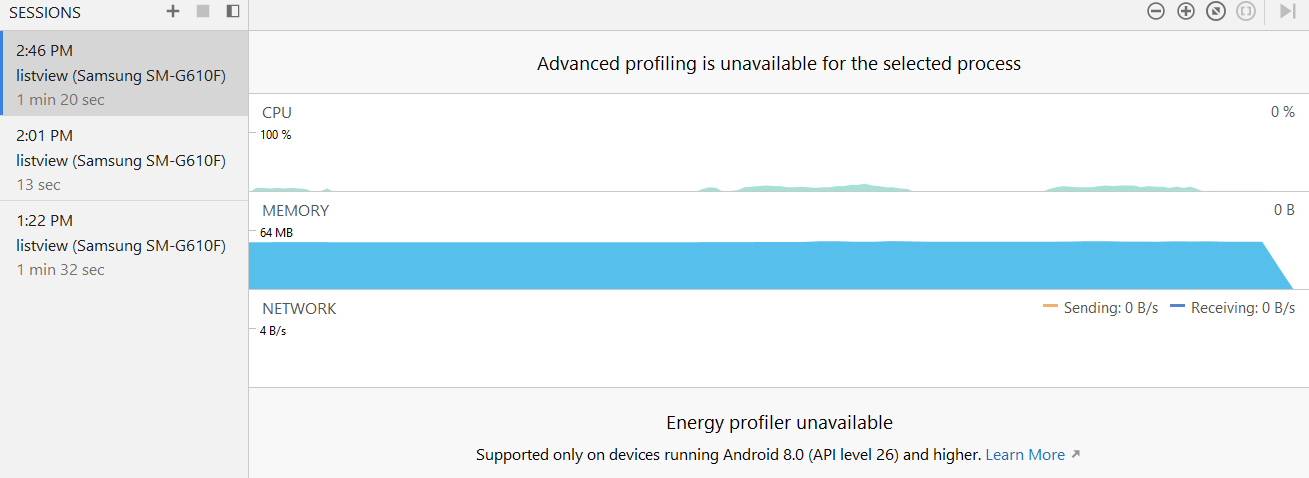 SESSIONS
2:46 PM
listview (Samsung SM-G610F)
1 min 20 sec
2:01 PM
listview (Samsung SM-G610F)
13 sec
1:22 PM
listview (Samsung SM-G610F)
1 min 32 sec
Advanced profiling is unavailable for the selected process
CPU
0 %
100 %
MEMORY
0 B
64 MB
NETWORK
Sending: 0 B/s Receiving: 0 B/s
4 B/s
Energy profiler unavailable
Supported only on devices running Android 8.0 (API level 26) and higher. Learn More